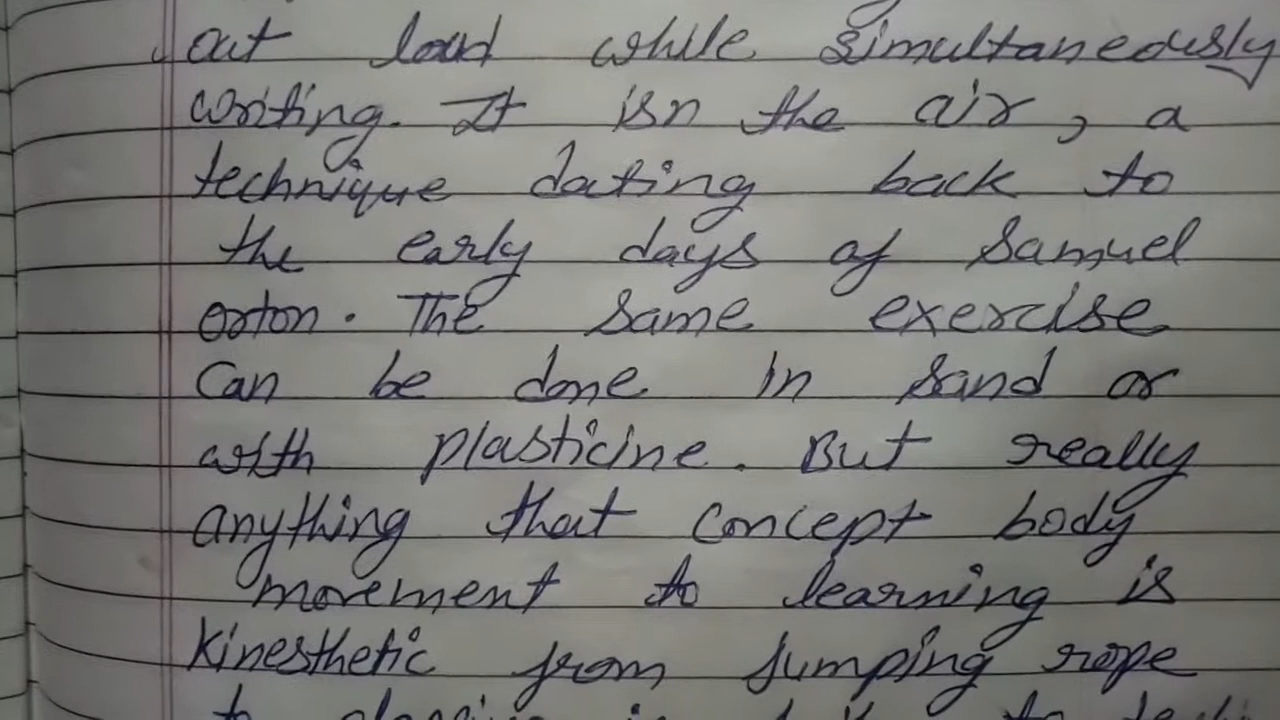 out loud while simultaneously
writing. It isn the air, a
technique dating back to
the early days of Samuel
orton. The same exercise
Can be done In sand or
with plasticine. But really
anything that concept body
movement to learning is
Kinesthetic from jumping rope
to